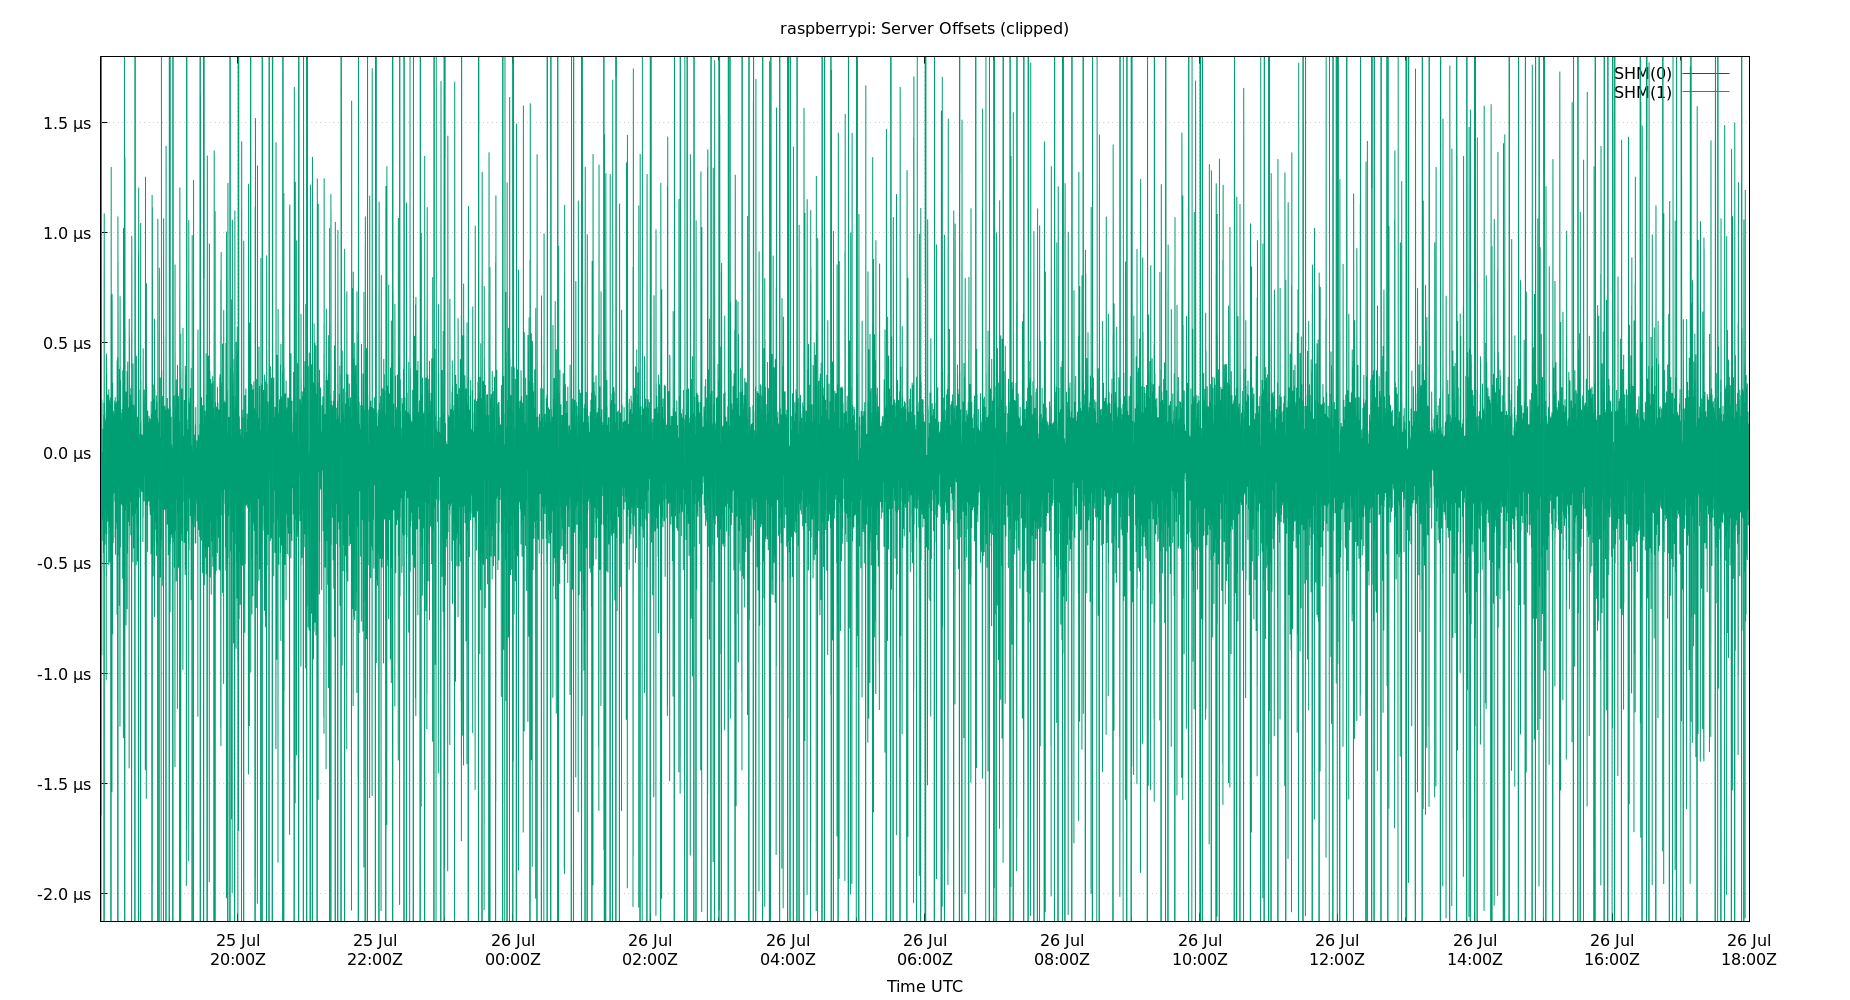 raspberrypi: Server Offsets (clipped)
SHM(0)
SHM(1)
1.5 µs
1.0 µs
0.5 µs
0.0 µs
-0.5 µs
-1.0 µs
-1.5 µs
-2.0 µs
25 Jul 25 Jul 26 Jul 26 Jul 26 Jul 26 Jul 26 Jul 26 Jul 26 Jul 26 Jul 26 Jul 26 Jul
20:00Z 22:00Z 00:00Z 02:00Z 04:00Z 06:00Z 08:00Z 10:00Z 12:00Z 14:00Z 16:00Z 18:00Z
Time UTC